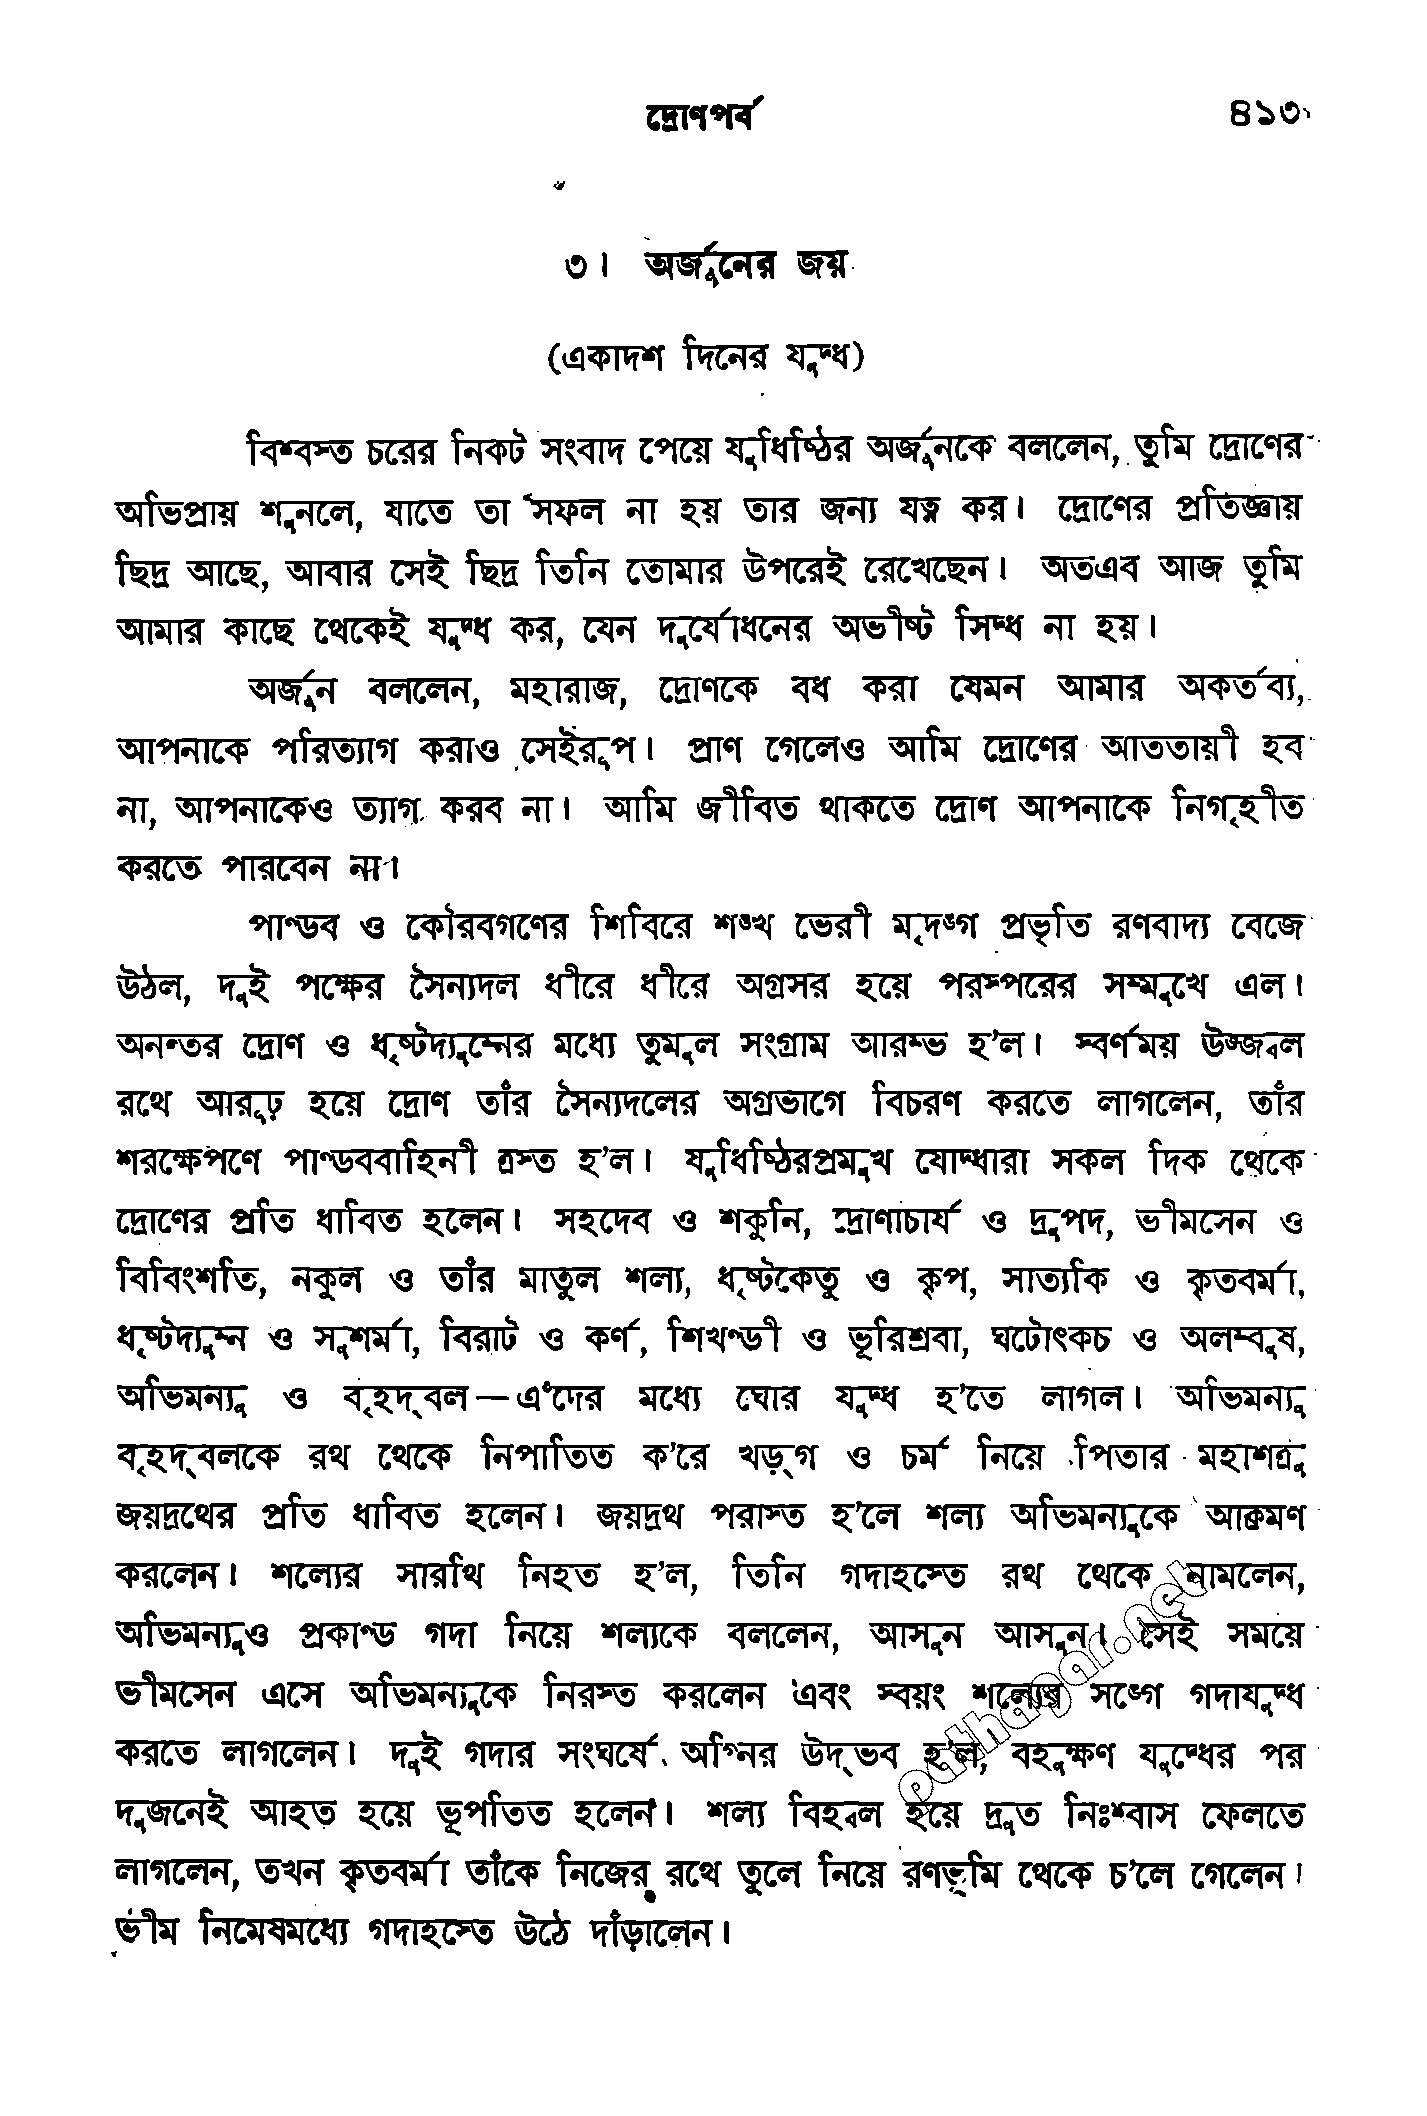 দ্রোণপর্ব ৪১৩
৩। অর্জুনের জয়
(একাদশ দিনের যুদ্ধ)
বিশ্বস্ত চরের নিকট সংবাদ পেয়ে যুধিষ্ঠির অর্জুনকে বললেন, তুমি দ্রোণের
অভিপ্রায় শুনলে, যাতে তা সফল না হয় তার জন্য যত্ন কর। দ্রোণের প্রতিজ্ঞায়
ছিদ্র আছে, আবার সেই ছিদ্র তিনি তোমার উপরেই রেখেছেন। অতএব আজ তুমি
আমার কাছে থেকেই যুদ্ধ কর, যেন দুর্যোধনের অভীষ্ট সিদ্ধ না হয়।
অর্জুন বললেন, মহারাজ, দ্রোণকে বধ করা যেমন আমার অকর্তব্য,
আপনাকে পরিত্যাগ করাও সেইরূপ। প্রাণ গেলেও আমি দ্রোণের আততায়ী হব
না, আপনাকেও ত্যাগ করব না। আমি জীবিত থাকতে দ্রোণ আপনাকে নিগৃহীত
করতে পারবেন না।
পাণ্ডব ও কৌরবগণের শিবিরে শঙ্খ ভেরী মৃদঙ্গ প্রভৃতি রণবাদ্য বেজে
উঠল, দুই পক্ষের সৈন্যদল ধীরে ধীরে অগ্রসর হয়ে পরস্পরের সম্মুখে এল।
অনন্তর দ্রোণ ও ধৃষ্টদ্যুম্নের মধ্যে তুমুল সংগ্রাম আরম্ভ হ'ল। স্বর্ণময় উজ্জ্বল
রথে আরূঢ় হয়ে দ্রোণ তাঁর সৈন্যদলের অগ্রভাগে বিচরণ করতে লাগলেন, তাঁর
শরক্ষেপণে পাণ্ডববাহিনী ত্রস্ত হ'ল। যুধিষ্ঠিরপ্রমুখ যোদ্ধারা সকল দিক থেকে
দ্রোণের প্রতি ধাবিত হলেন। সহদেব ও শকুনি, দ্রোণাচার্য ও দ্রুপদ, ভীমসেন ও
বিবিংশতি, নকুল ও তাঁর মাতুল শল্য, ধৃষ্টকেতু ও কৃপ, সাত্যকি ও কৃতবর্মা,
ধৃষ্টদ্যুম্ন ও সুশর্মা, বিরাট ও কর্ণ, শিখণ্ডী ও ভূরিশ্রবা, ঘটোৎকচ ও অলম্বুষ,
অভিমন্যু ও বৃহদ্‌বল—এঁদের মধ্যে ঘোর যুদ্ধ হ'তে লাগল। অভিমন্যু
বৃহদ্‌বলকে রথ থেকে নিপাতিত ক'রে খড়্‌গ ও চর্ম নিয়ে পিতার মহাশত্রু
জয়দ্রথের প্রতি ধাবিত হলেন। জয়দ্রথ পরাস্ত হ'লে শল্য অভিমন্যুকে আক্রমণ
করলেন। শল্যের সারথি নিহত হ'ল, তিনি গদাহস্তে রথ থেকে নামলেন,
অভিমন্যুও প্রকাণ্ড গদা নিয়ে শল্যকে বললেন, আসুন আসুন। সেই সময়ে
ভীমসেন এসে অভিমন্যুকে নিরস্ত করলেন এবং স্বয়ং শল্যের সঙ্গে গদাযুদ্ধ
করতে লাগলেন। দুই গদার সংঘর্ষে অগ্নির উদ্‌ভব হ'ল, বহুক্ষণ যুদ্ধের পর
দুজনেই আহত হয়ে ভূপতিত হলেন। শল্য বিহ্বল হয়ে দ্রুত নিঃশ্বাস ফেলতে
লাগলেন, তখন কৃতবর্মা তাঁকে নিজের রথে তুলে নিয়ে রণভূমি থেকে চ'লে গেলেন।
ভীম নিমেষমধ্যে গদাহস্তে উঠে দাঁড়ালেন।
pathagar.net